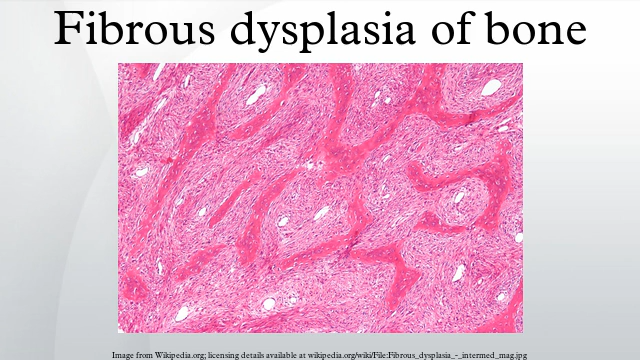 Fibrous dysplasia of bone
Image from Wikipedia.org; licensing details available at wikipedia.org/wiki/File:Fibrous_dysplasia_-_intermed_mag.jpg